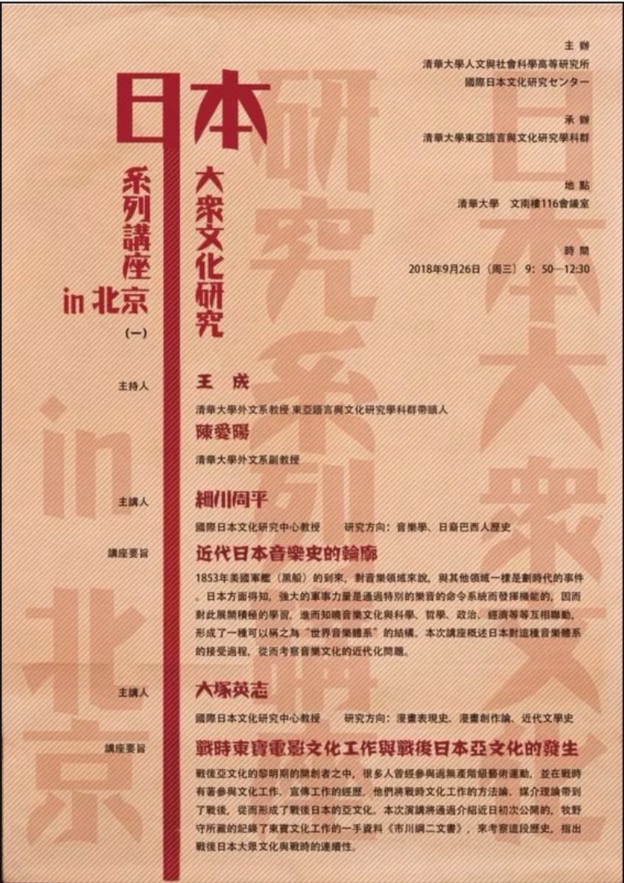 主 辦
清華大學人文與社會科學高等研究所
國際日本文化研究センター
承 辦
清華大學東亞語言與文化研究學科群
地 點
清華大學 文南樓116會議室
時 間
2018年9月26日（周三）9：50—12:30
日本
大衆文化研究
系列講座
in 北京
(一)
主持人
王 成
清華大學外文系教授 東亞語言與文化研究學科群帶頭人
陳愛陽
清華大學外文系副教授
主講人
細川周平
國際日本文化研究中心教授 研究方向：音樂學、日裔巴西人歷史
講座要旨
近代日本音樂史的輪廓
1853年美國軍艦（黑船）的到來，對音樂領域來說，與其他領域一樣是劃時代的事件
。日本方面得知，強大的軍事力量是通過特別的樂音的命令系統而發揮機能的，因而
對此展開積極的學習，進而知曉音樂文化與科學、哲學、政治、經濟等等互相聯動，
形成了一種可以稱之為“世界音樂體系”的結構。本次講座概述日本對這種音樂體系
的接受過程，從而考察音樂文化的近代化問題。
主講人
大塚英志
國際日本文化研究中心教授 研究方向：漫畫表現史、漫畫創作論、近代文學史
講座要旨
戰時東寶電影文化工作與戰後日本亞文化的發生
戰後亞文化的黎明期的開創者之中，很多人曾經參與過無產階級藝術運動，並在戰時
有著參與文化工作、宣傳工作的經歷，他們將戰時文化工作的方法論、媒介理論帶到
了戰後，從而形成了戰後日本的亞文化。本次演講將通過介紹近日初次公開的，牧野
守所藏的紀錄了東寶文化工作的一手資料《市川綱二文書》，來考察這段歷史，指出
戰後日本大眾文化與戰時的連續性。
日本大衆文化
研究系列講座
in 北京